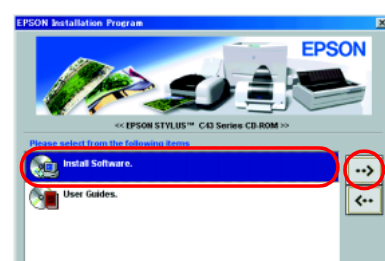 EPSON Installation Program
EPSON
<< EPSON STYLUS™ C43 Series CD-ROM >>
Please select from the following items
Install Software.
User Guides.